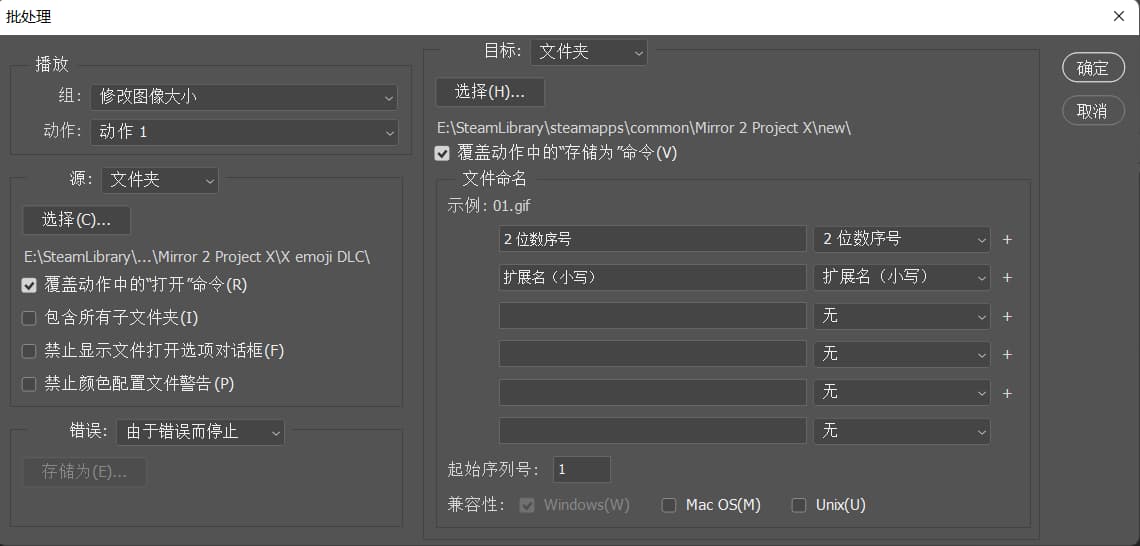 批处理
播放
组: 修改图像大小
动作: 动作 1
源: 文件夹
选择(C)...
E:\SteamLibrary\...\Mirror 2 Project X\X emoji DLC\
覆盖动作中的“打开”命令(R)
包含所有子文件夹(I)
禁止显示文件打开选项对话框(F)
禁止颜色配置文件警告(P)
错误: 由于错误而停止
存储为(E)...
目标: 文件夹
选择(H)...
E:\SteamLibrary\steamapps\common\Mirror 2 Project X\new\
覆盖动作中的“存储为”命令(V)
文件命名
示例: 01.gif
2 位数序号 2 位数序号 +
扩展名（小写） 扩展名（小写） +
无 +
无 +
无 +
无
起始序列号: 1
兼容性: Windows(W) Mac OS(M) Unix(U)
确定
取消